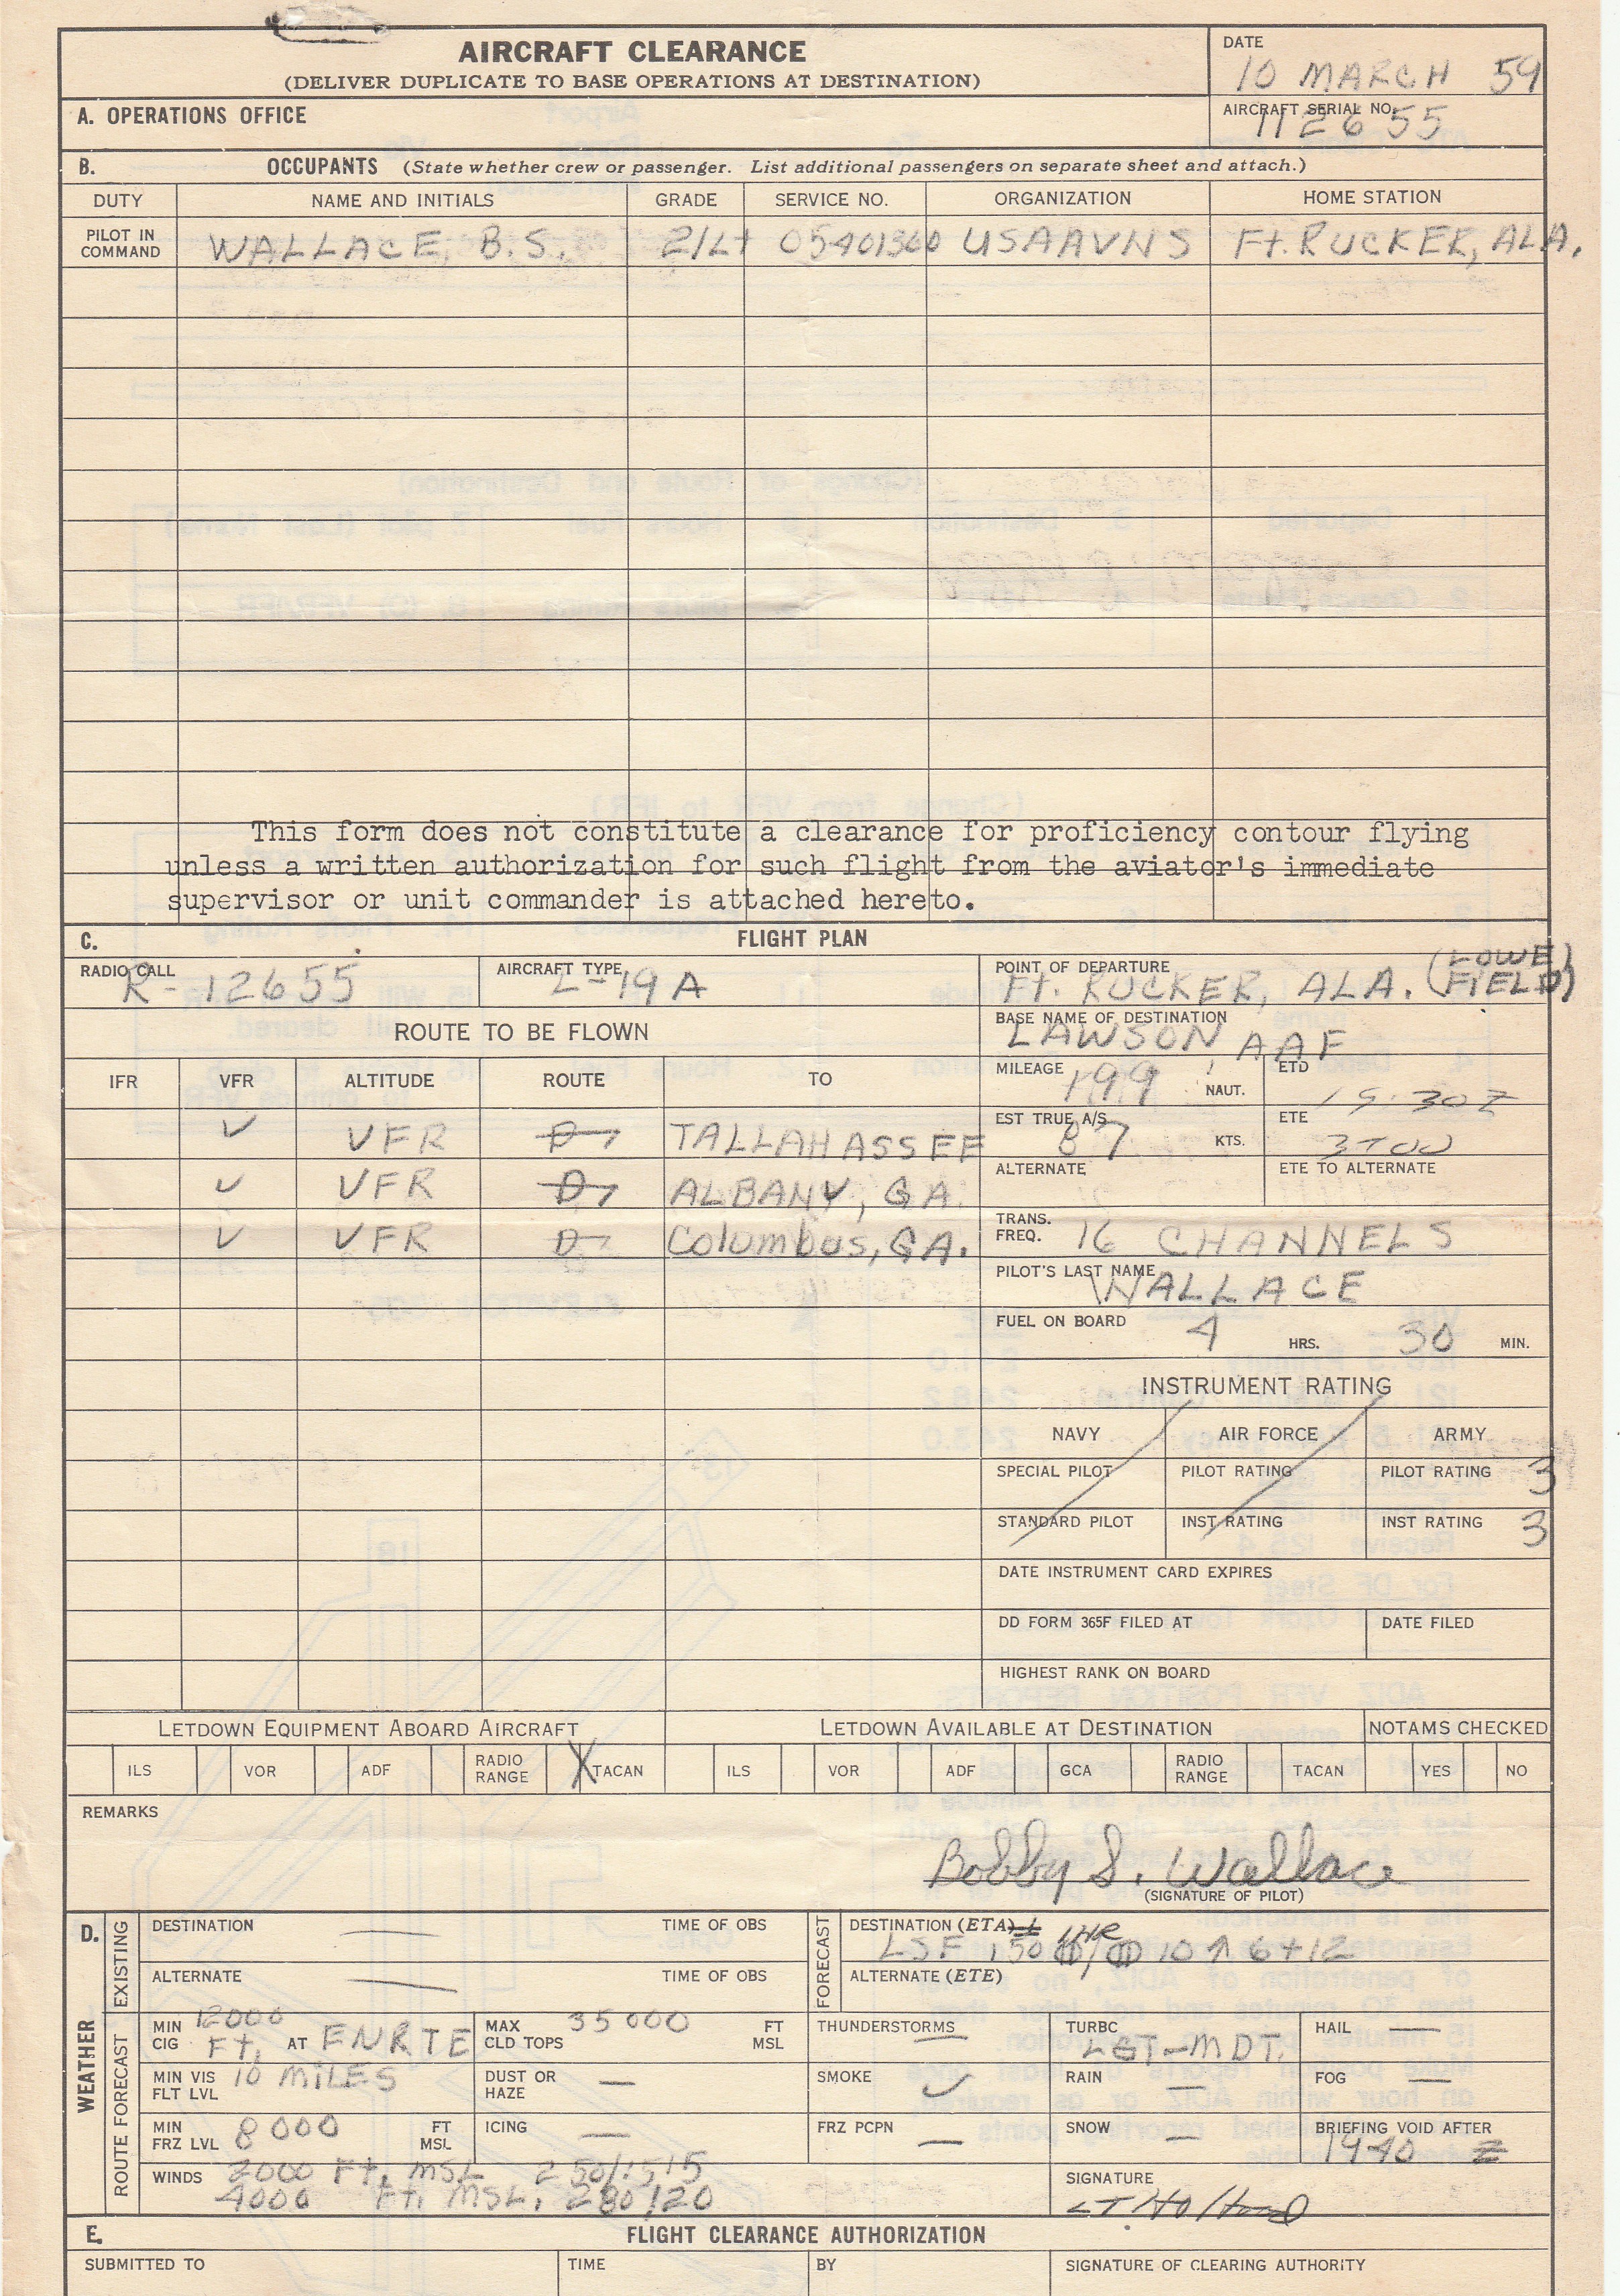 AIRCRAFT CLEARANCE
(DELIVER DUPLICATE TO BASE OPERATIONS AT DESTINATION)
DATE
10 MARCH 59
A. OPERATIONS OFFICE
AIRCRAFT SERIAL NO.
112655
B. OCCUPANTS (State whether crew or passenger. List additional passengers on separate sheet and attach.)
DUTY NAME AND INITIALS GRADE SERVICE NO. ORGANIZATION HOME STATION
PILOT IN COMMAND WALLACE, B.S. 2/Lt 05401360 USAAVNS Ft. RUCKER, ALA.
This form does not constitute a clearance for proficiency contour flying
unless a written authorization for such flight from the aviator's immediate
supervisor or unit commander is attached hereto.
C. FLIGHT PLAN
RADIO CALL R-12655 AIRCRAFT TYPE L-19A POINT OF DEPARTURE Ft. RUCKER, ALA. (LOWE FIELD)
ROUTE TO BE FLOWN BASE NAME OF DESTINATION LAWSON AAF
IFR VFR ALTITUDE ROUTE TO
MILEAGE 199 NAUT. ETD 1930Z
✓ VFR D TALLAHASSEE
EST TRUE A/S 87 KTS. ETE 3+00
✓ VFR D ALBANY, GA.
ALTERNATE ETE TO ALTERNATE
✓ VFR D Columbus, GA.
TRANS. FREQ. 16 CHANNELS
PILOT'S LAST NAME WALLACE
FUEL ON BOARD 4 HRS. 30 MIN.
INSTRUMENT RATING
NAVY AIR FORCE ARMY
SPECIAL PILOT PILOT RATING PILOT RATING 3
STANDARD PILOT INST RATING INST RATING 3
DATE INSTRUMENT CARD EXPIRES
DD FORM 365F FILED AT DATE FILED
HIGHEST RANK ON BOARD
LETDOWN EQUIPMENT ABOARD AIRCRAFT LETDOWN AVAILABLE AT DESTINATION NOTAMS CHECKED
ILS VOR ADF RADIO RANGE X TACAN ILS VOR ADF GCA RADIO RANGE TACAN YES NO
REMARKS
Bobby S. Wallace
(SIGNATURE OF PILOT)
D. WEATHER
EXISTING DESTINATION — TIME OF OBS FORECAST DESTINATION (ETA) LSF 10 ↑ 6+12
ALTERNATE — TIME OF OBS ALTERNATE (ETE)
ROUTE FORECAST
MIN CIG 12000 Ft. AT ENRTE MAX CLD TOPS 35000 FT MSL THUNDERSTORMS — TURBC LGT-MDT. HAIL —
MIN VIS FLT LVL 10 MILES DUST OR HAZE — SMOKE ✓ RAIN — FOG —
MIN FRZ LVL 8000 FT MSL ICING — FRZ PCPN — SNOW — BRIEFING VOID AFTER 1940 Z
WINDS 2000 Ft. MSL 250/
4000 Ft. MSL. 280/20
SIGNATURE LT
E. FLIGHT CLEARANCE AUTHORIZATION
SUBMITTED TO TIME BY SIGNATURE OF CLEARING AUTHORITY